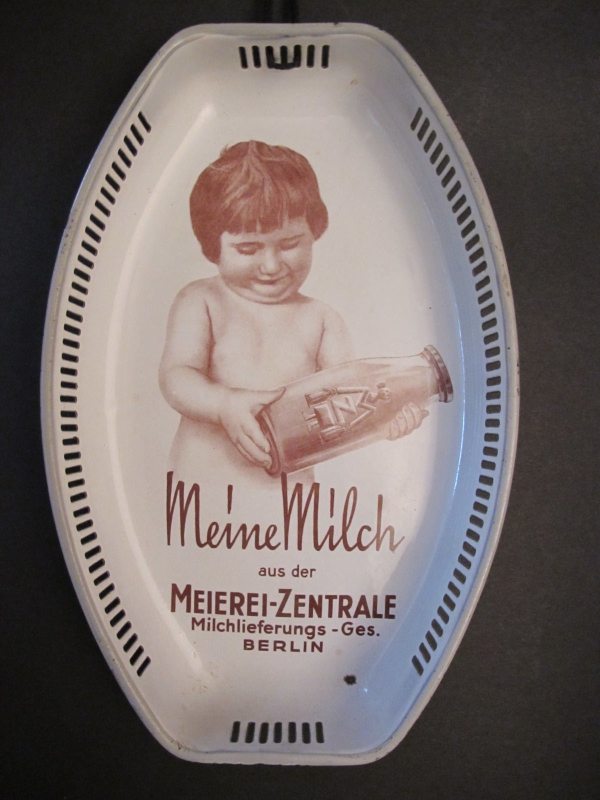 Meine Milch
aus der
MEIEREI-ZENTRALE
Milchlieferungs-Ges.
BERLIN